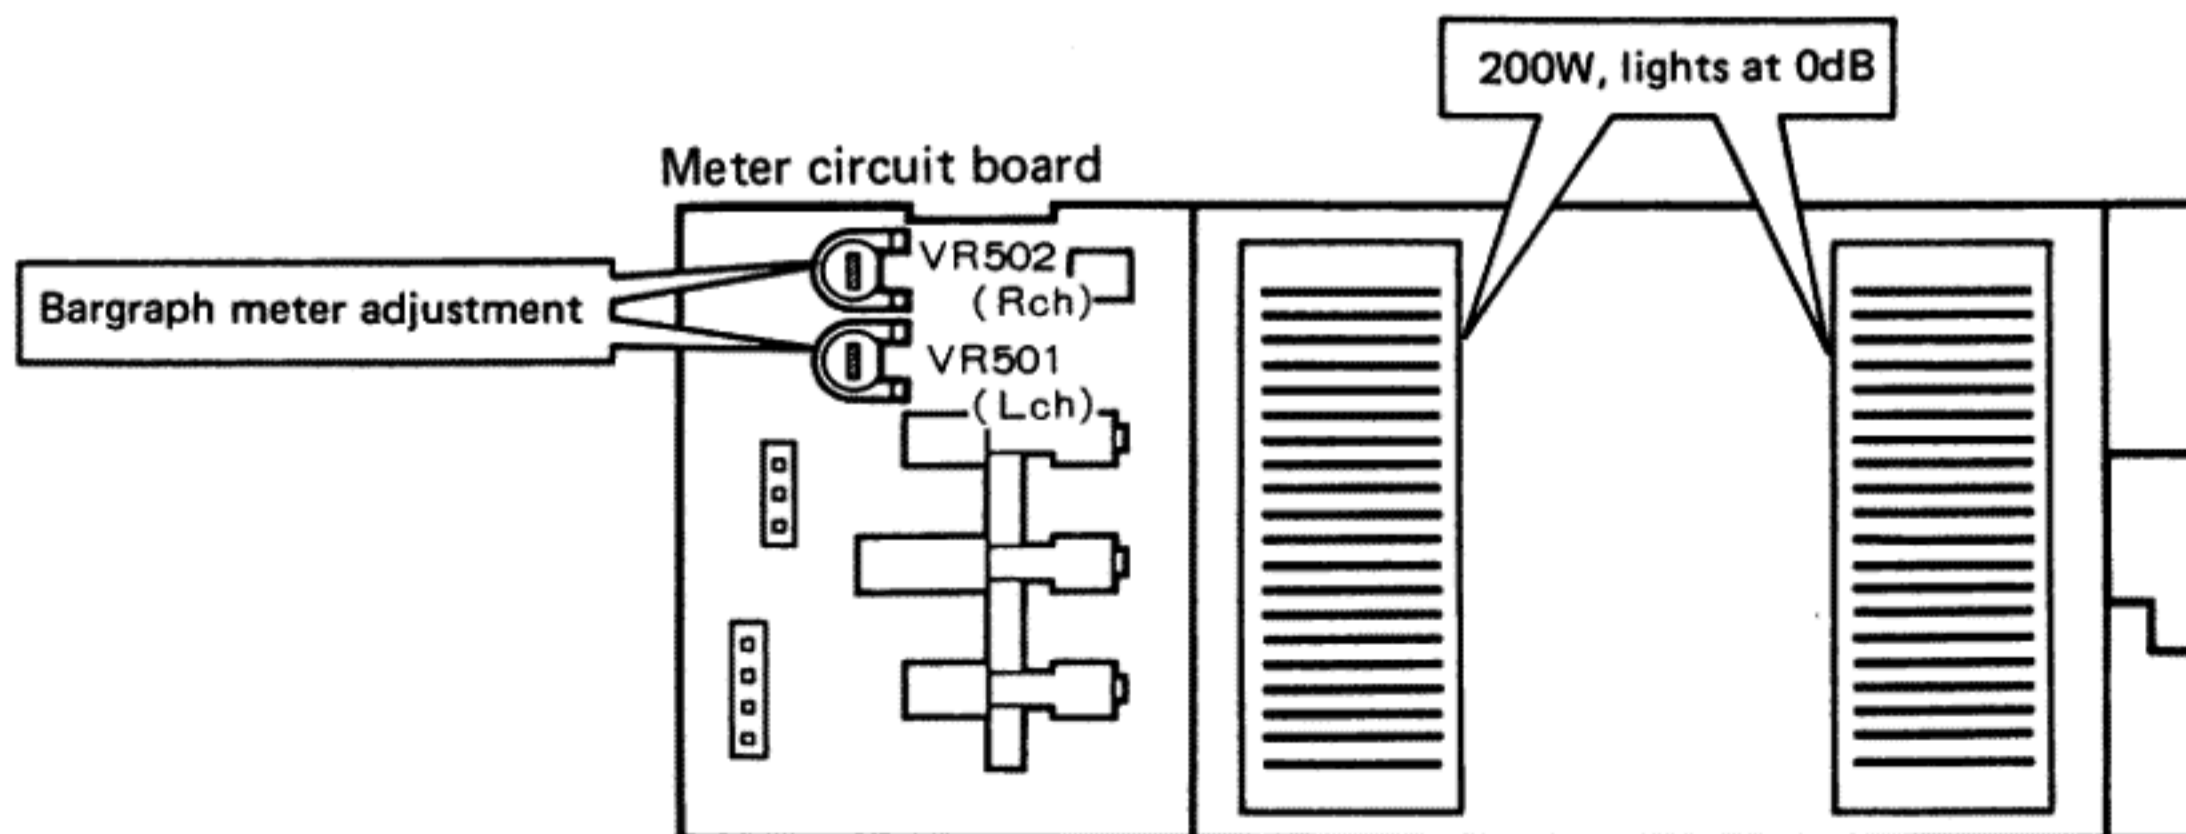 200W, lights at 0dB
Meter circuit board
VR502
(Rch)
Bargraph meter adjustment
VR501
(Lch)